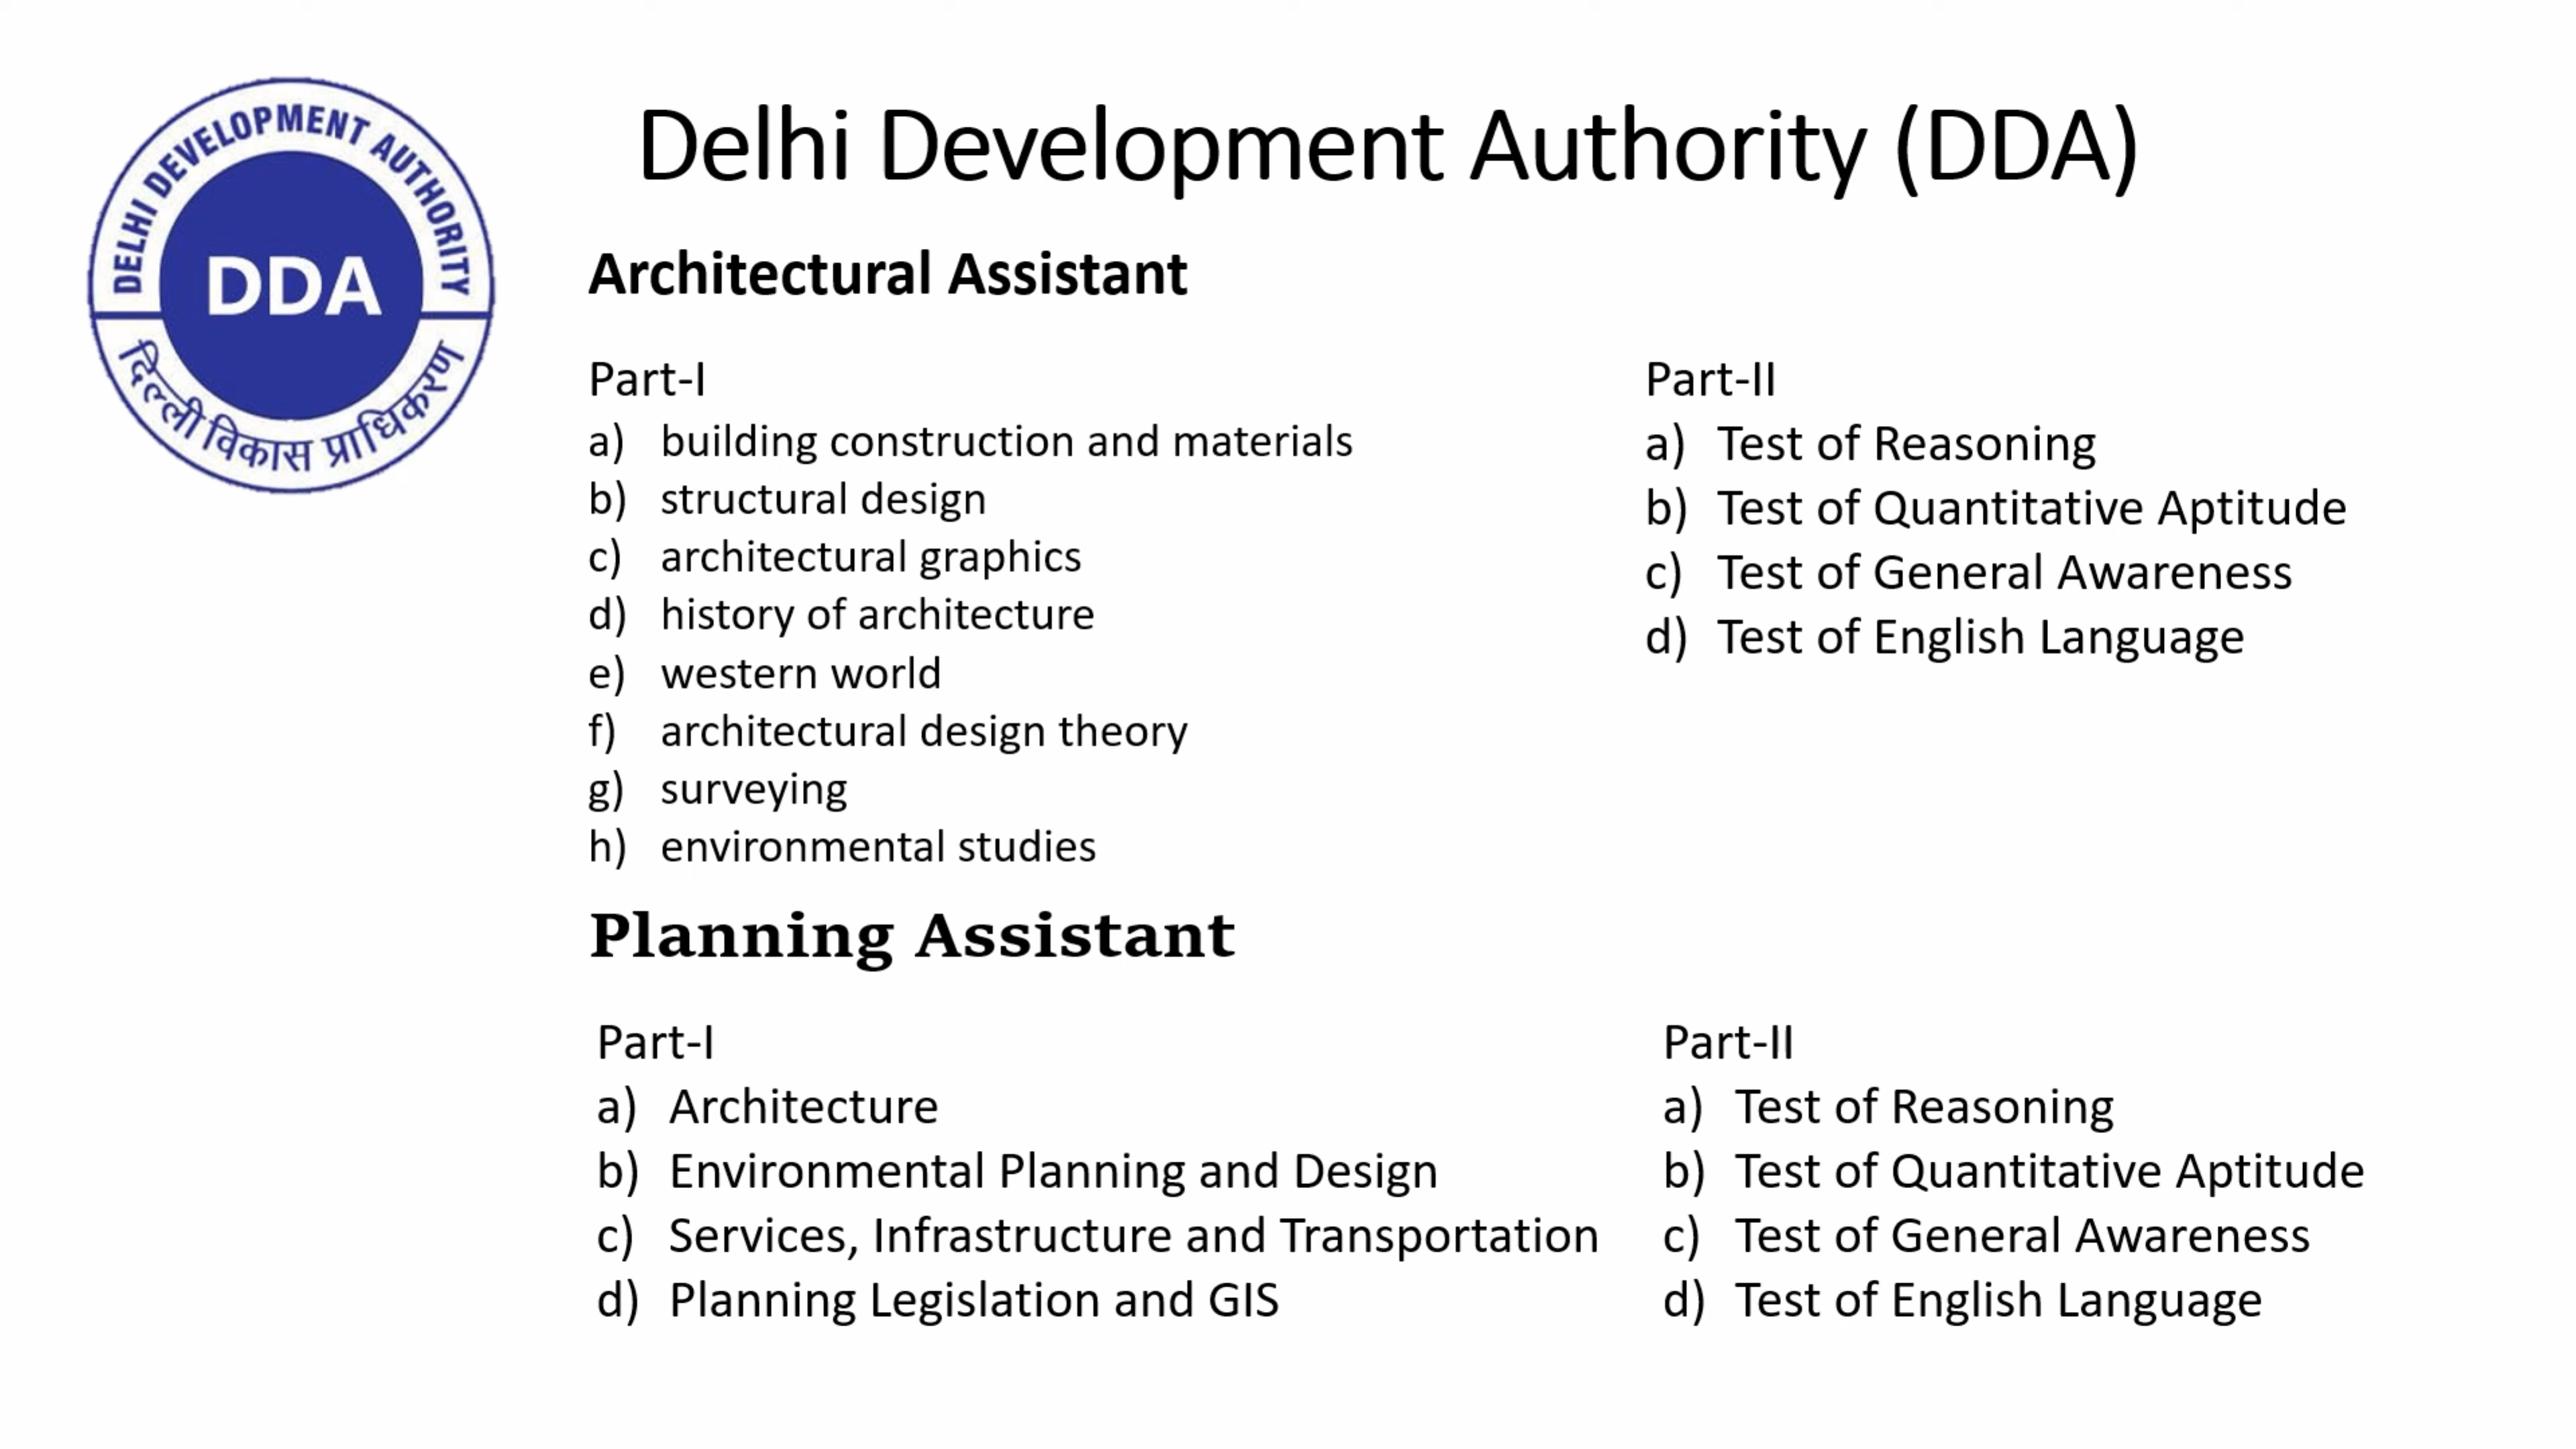 DELHI DEVELOPMENT AUTHORITY
DDA
दिल्ली विकास प्राधिकरण
Delhi Development Authority (DDA)
Architectural Assistant
Part-I
a) building construction and materials
b) structural design
c) architectural graphics
d) history of architecture
e) western world
f) architectural design theory
g) surveying
h) environmental studies
Part-II
a) Test of Reasoning
b) Test of Quantitative Aptitude
c) Test of General Awareness
d) Test of English Language
Planning Assistant
Part-I
a) Architecture
b) Environmental Planning and Design
c) Services, Infrastructure and Transportation
d) Planning Legislation and GIS
Part-II
a) Test of Reasoning
b) Test of Quantitative Aptitude
c) Test of General Awareness
d) Test of English Language